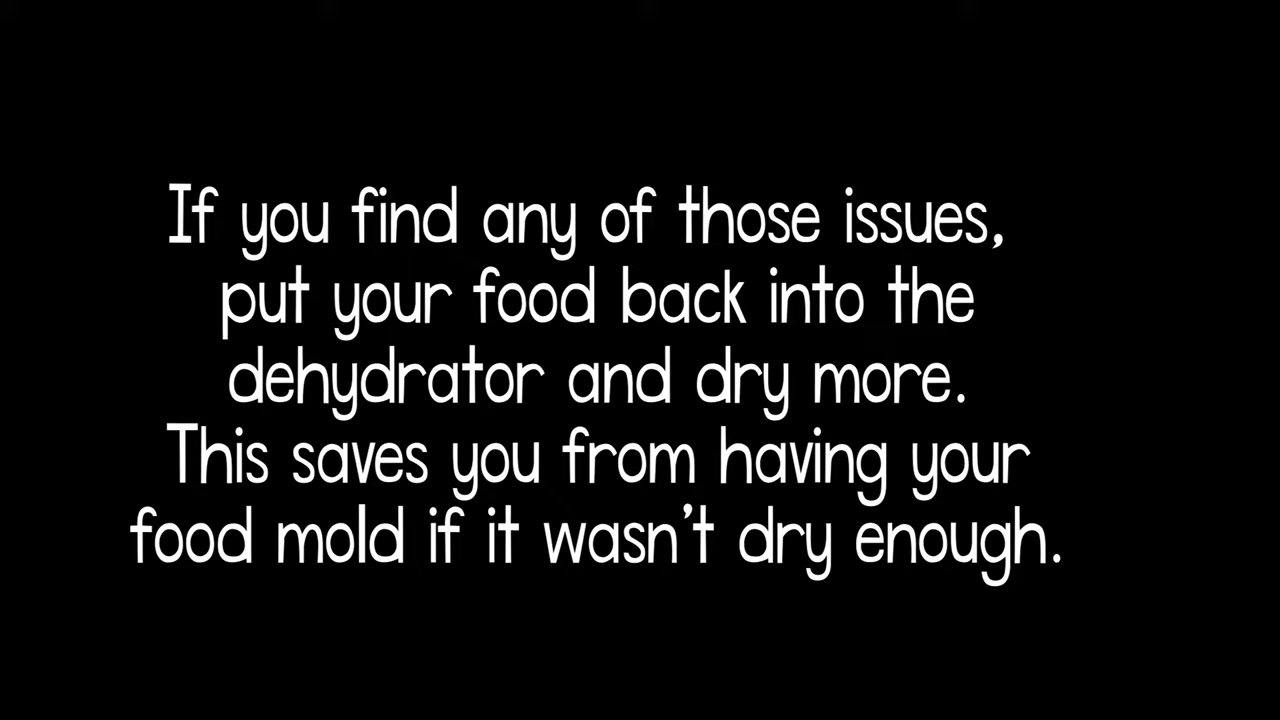 If you find any of those issues,
put your food back into the
dehydrator and dry more.
This saves you from having your
food mold if it wasn't dry enough.